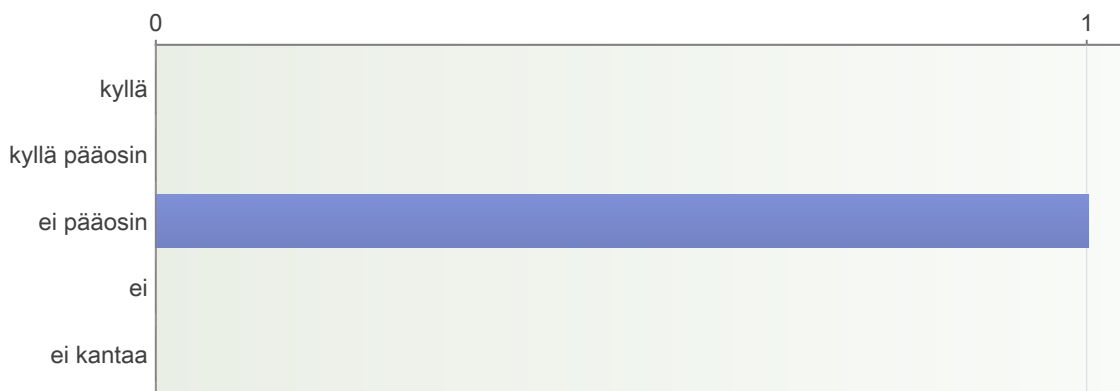 0 1
kyllä
kyllä pääosin
ei pääosin
ei
ei kantaa